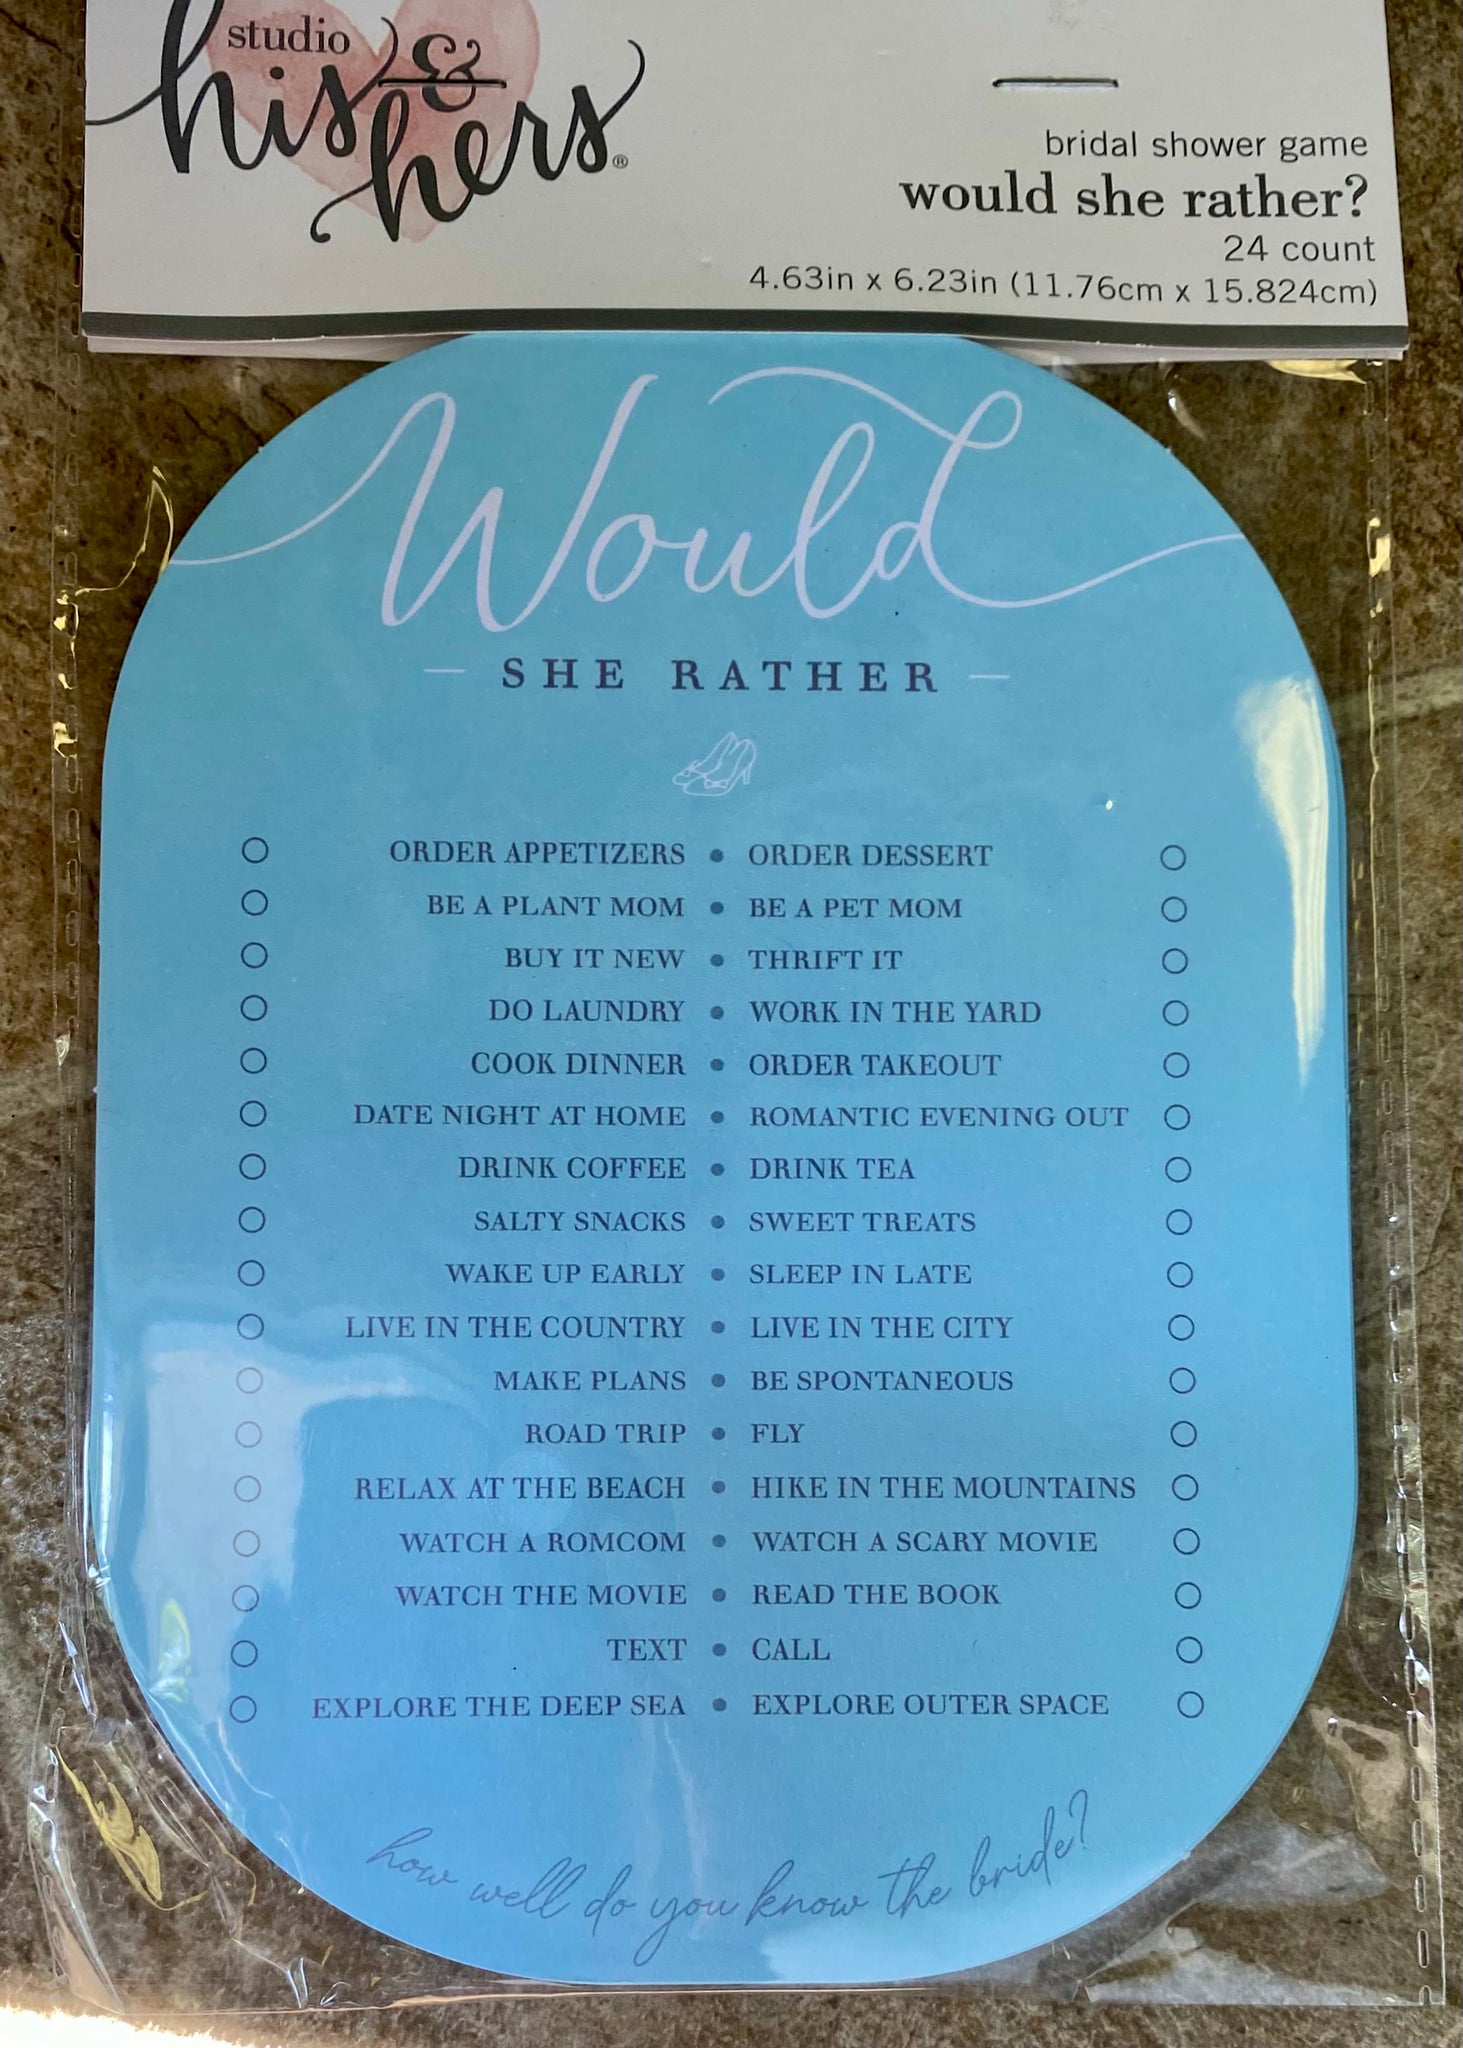 studio
his &
hers®
bridal shower game
would she rather?
24 count
4.63in x 6.23in (11.76cm x 15.824cm)
Would
SHE RATHER
ORDER APPETIZERS • ORDER DESSERT
BE A PLANT MOM • BE A PET MOM
BUY IT NEW • THRIFT IT
DO LAUNDRY • WORK IN THE YARD
COOK DINNER • ORDER TAKEOUT
DATE NIGHT AT HOME • ROMANTIC EVENING OUT
DRINK COFFEE • DRINK TEA
SALTY SNACKS • SWEET TREATS
WAKE UP EARLY • SLEEP IN LATE
LIVE IN THE COUNTRY • LIVE IN THE CITY
MAKE PLANS • BE SPONTANEOUS
ROAD TRIP • FLY
RELAX AT THE BEACH • HIKE IN THE MOUNTAINS
WATCH A ROMCOM • WATCH A SCARY MOVIE
WATCH THE MOVIE • READ THE BOOK
TEXT • CALL
EXPLORE THE DEEP SEA • EXPLORE OUTER SPACE
how well do you know the bride?